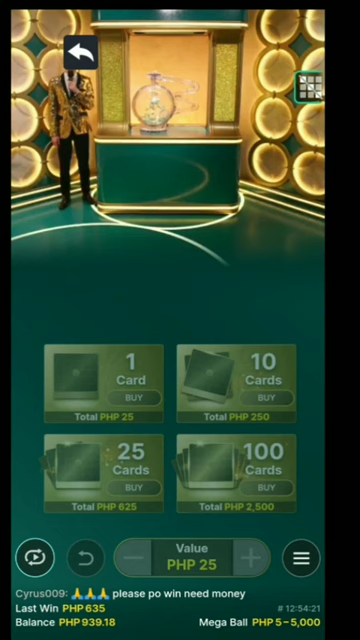 1
Card
BUY
Total PHP 25
10
Cards
BUY
Total PHP 250
25
Cards
BUY
Total PHP 625
100
Cards
BUY
Total PHP 2,500
Value
PHP 25
Cyrus009: 🙏🙏🙏 please po win need money
Last Win PHP 635
# 12:54:21
Balance PHP 939.18
Mega Ball PHP 5 – 5,000